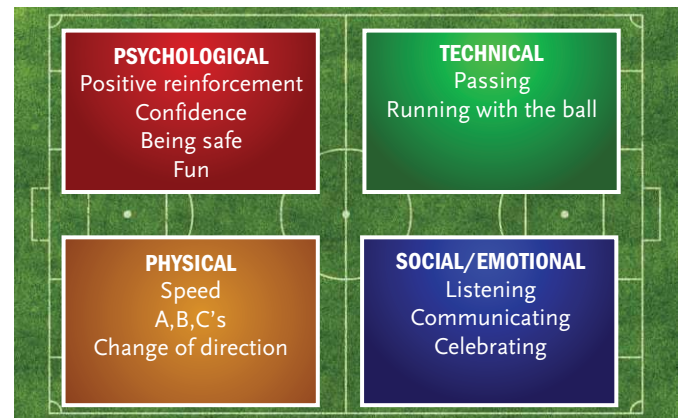 PSYCHOLOGICAL
Positive reinforcement
Confidence
Being safe
Fun
TECHNICAL
Passing
Running with the ball
PHYSICAL
Speed
A,B,C's
Change of direction
SOCIAL/EMOTIONAL
Listening
Communicating
Celebrating